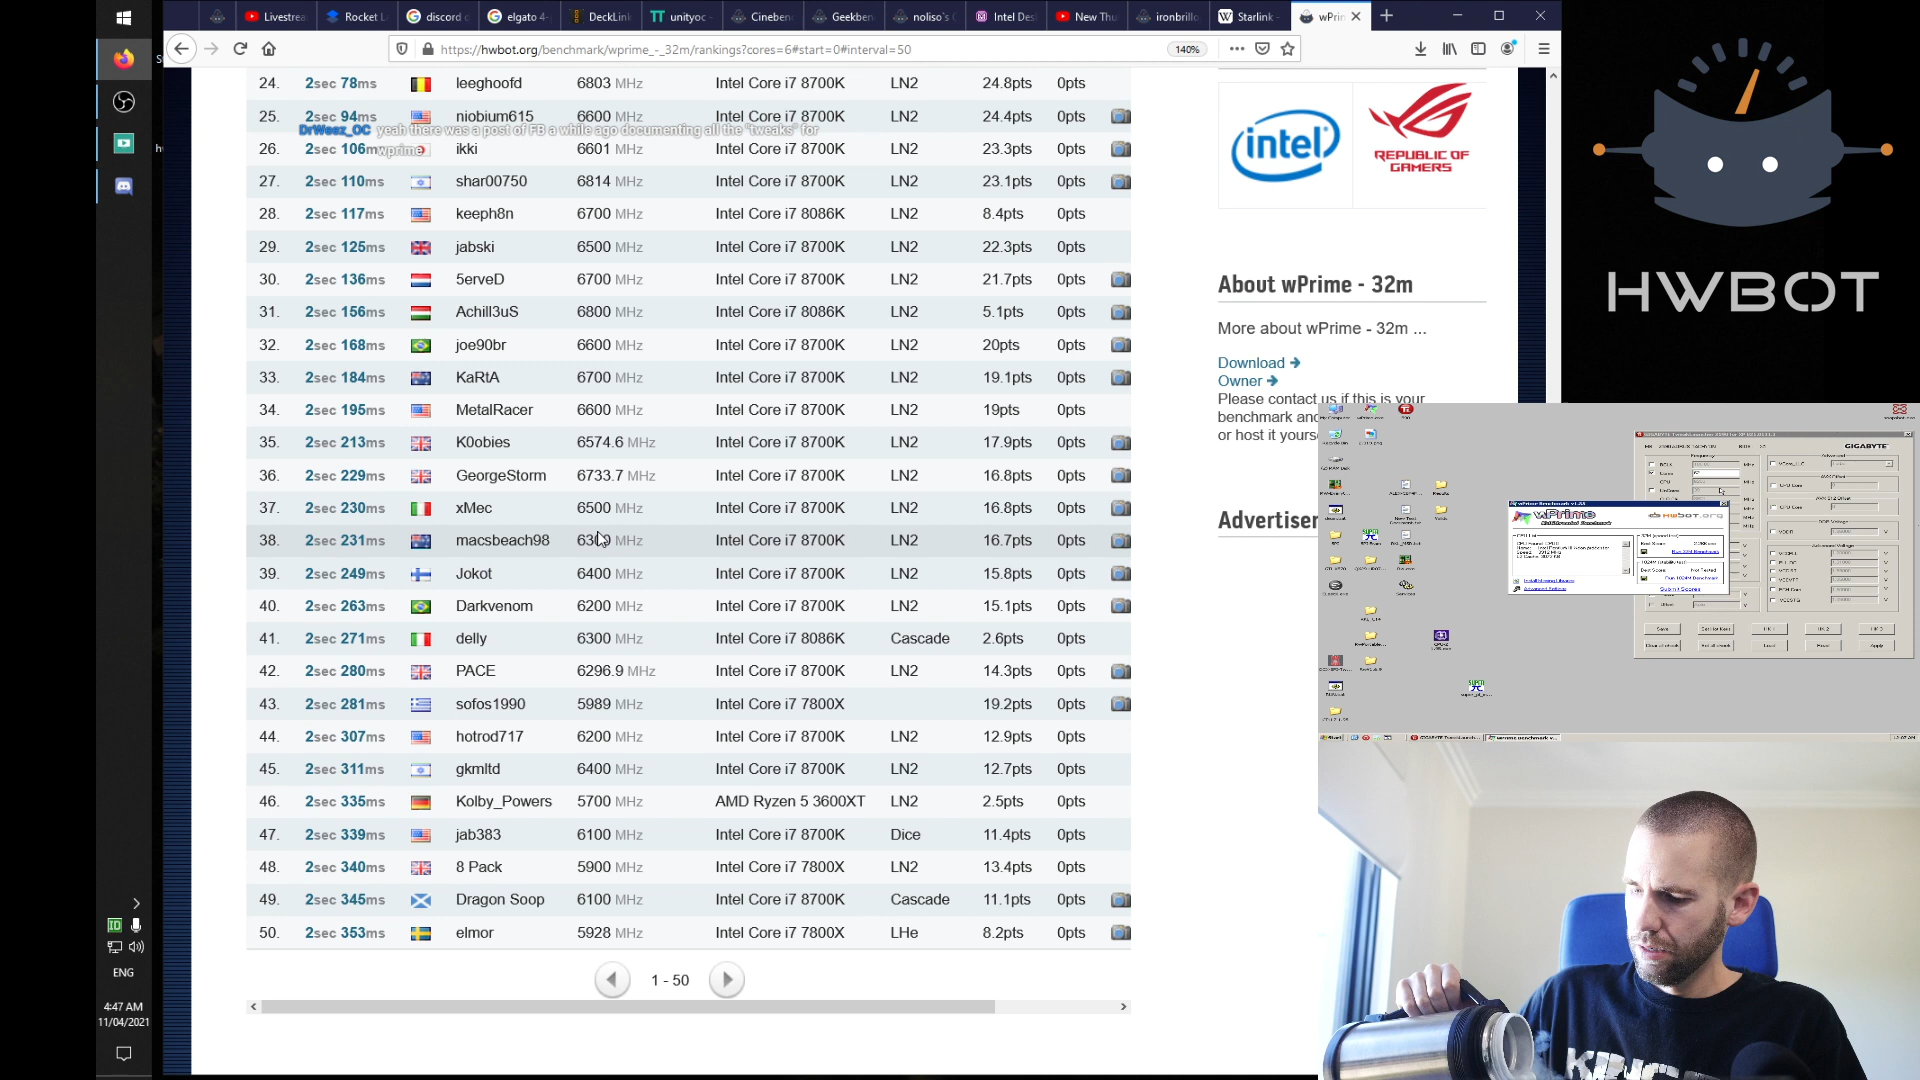 Livestrea
Rocket L
discord
elgato 4-
DeckLink
unityoc
Cineben
Geekben
noliso's
Intel Des
New Thu
ironbrillo
Starlink
wPrim
https://hwbot.org/benchmark/wprime_-_32m/rankings?cores=6#start=0#interval=50
140%
24. 2sec 78ms leeghoofd 6803 MHz Intel Core i7 8700K LN2 24.8pts 0pts
25. 2sec 94ms niobium615 6600 MHz Intel Core i7 8700K LN2 24.4pts 0pts
DrWeez_OC yeah there was a post of FB a while ago documenting all the "tweaks" for
wprime
26. 2sec 106m ikki 6601 MHz Intel Core i7 8700K LN2 23.3pts 0pts
27. 2sec 110ms shar00750 6814 MHz Intel Core i7 8700K LN2 23.1pts 0pts
28. 2sec 117ms keeph8n 6700 MHz Intel Core i7 8086K LN2 8.4pts 0pts
29. 2sec 125ms jabski 6500 MHz Intel Core i7 8700K LN2 22.3pts 0pts
30. 2sec 136ms 5erveD 6700 MHz Intel Core i7 8700K LN2 21.7pts 0pts
31. 2sec 156ms Achill3uS 6800 MHz Intel Core i7 8086K LN2 5.1pts 0pts
32. 2sec 168ms joe90br 6600 MHz Intel Core i7 8700K LN2 20pts 0pts
33. 2sec 184ms KaRtA 6700 MHz Intel Core i7 8700K LN2 19.1pts 0pts
34. 2sec 195ms MetalRacer 6600 MHz Intel Core i7 8700K LN2 19pts 0pts
35. 2sec 213ms K0obies 6574.6 MHz Intel Core i7 8700K LN2 17.9pts 0pts
36. 2sec 229ms GeorgeStorm 6733.7 MHz Intel Core i7 8700K LN2 16.8pts 0pts
37. 2sec 230ms xMec 6500 MHz Intel Core i7 8700K LN2 16.8pts 0pts
38. 2sec 231ms macsbeach98 MHz Intel Core i7 8700K LN2 16.7pts 0pts
39. 2sec 249ms Jokot 6400 MHz Intel Core i7 8700K LN2 15.8pts 0pts
40. 2sec 263ms Darkvenom 6200 MHz Intel Core i7 8700K LN2 15.1pts 0pts
41. 2sec 271ms delly 6300 MHz Intel Core i7 8086K Cascade 2.6pts 0pts
42. 2sec 280ms PACE 6296.9 MHz Intel Core i7 8700K LN2 14.3pts 0pts
43. 2sec 281ms sofos1990 5989 MHz Intel Core i7 7800X 19.2pts 0pts
44. 2sec 307ms hotrod717 6200 MHz Intel Core i7 8700K LN2 12.9pts 0pts
45. 2sec 311ms gkmltd 6400 MHz Intel Core i7 8700K LN2 12.7pts 0pts
46. 2sec 335ms Kolby_Powers 5700 MHz AMD Ryzen 5 3600XT LN2 2.5pts 0pts
47. 2sec 339ms jab383 6100 MHz Intel Core i7 8700K Dice 11.4pts 0pts
48. 2sec 340ms 8 Pack 5900 MHz Intel Core i7 7800X LN2 13.4pts 0pts
49. 2sec 345ms Dragon Soop 6100 MHz Intel Core i7 8700K Cascade 11.1pts 0pts
50. 2sec 353ms elmor 5928 MHz Intel Core i7 7800X LHe 8.2pts 0pts
1 - 50
intel
REPUBLIC OF
GAMERS
About wPrime - 32m
More about wPrime - 32m ...
Download
Owner
Please contact us if this is your
benchmark and
or host it yourse
Advertisem
HWBOT
GIGABYTE
wPrime
HWBOT.org
Install Missing Libraries
Advanced Settings
Run 32M Benchmark
Run 1024M Benchmark
Submit Scores
ID
ENG
4:47 AM
11/04/2021